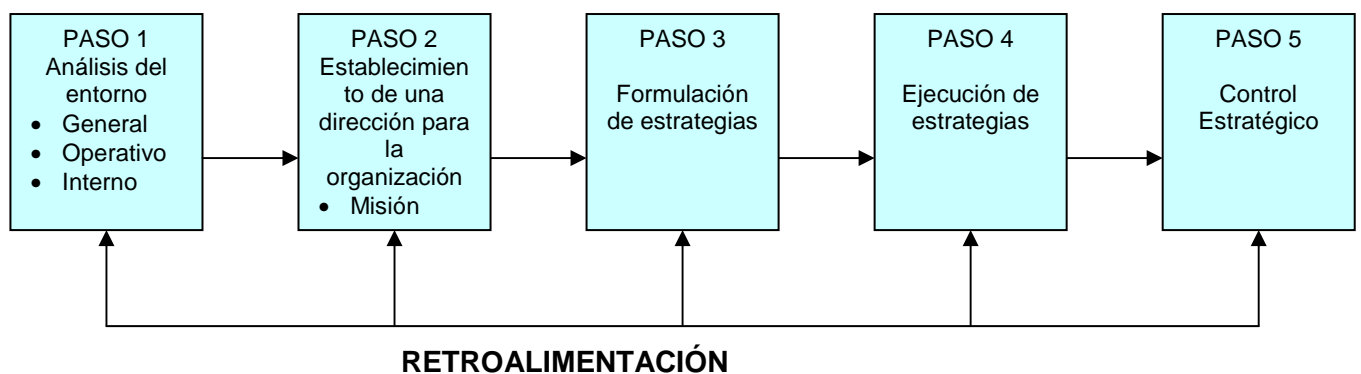 PASO 1
Análisis del
entorno
• General
• Operativo
• Interno
PASO 2
Establecimien
to de una
dirección para
la
organización
• Misión
PASO 3
Formulación
de estrategias
PASO 4
Ejecución de
estrategias
PASO 5
Control
Estratégico
RETROALIMENTACIÓN